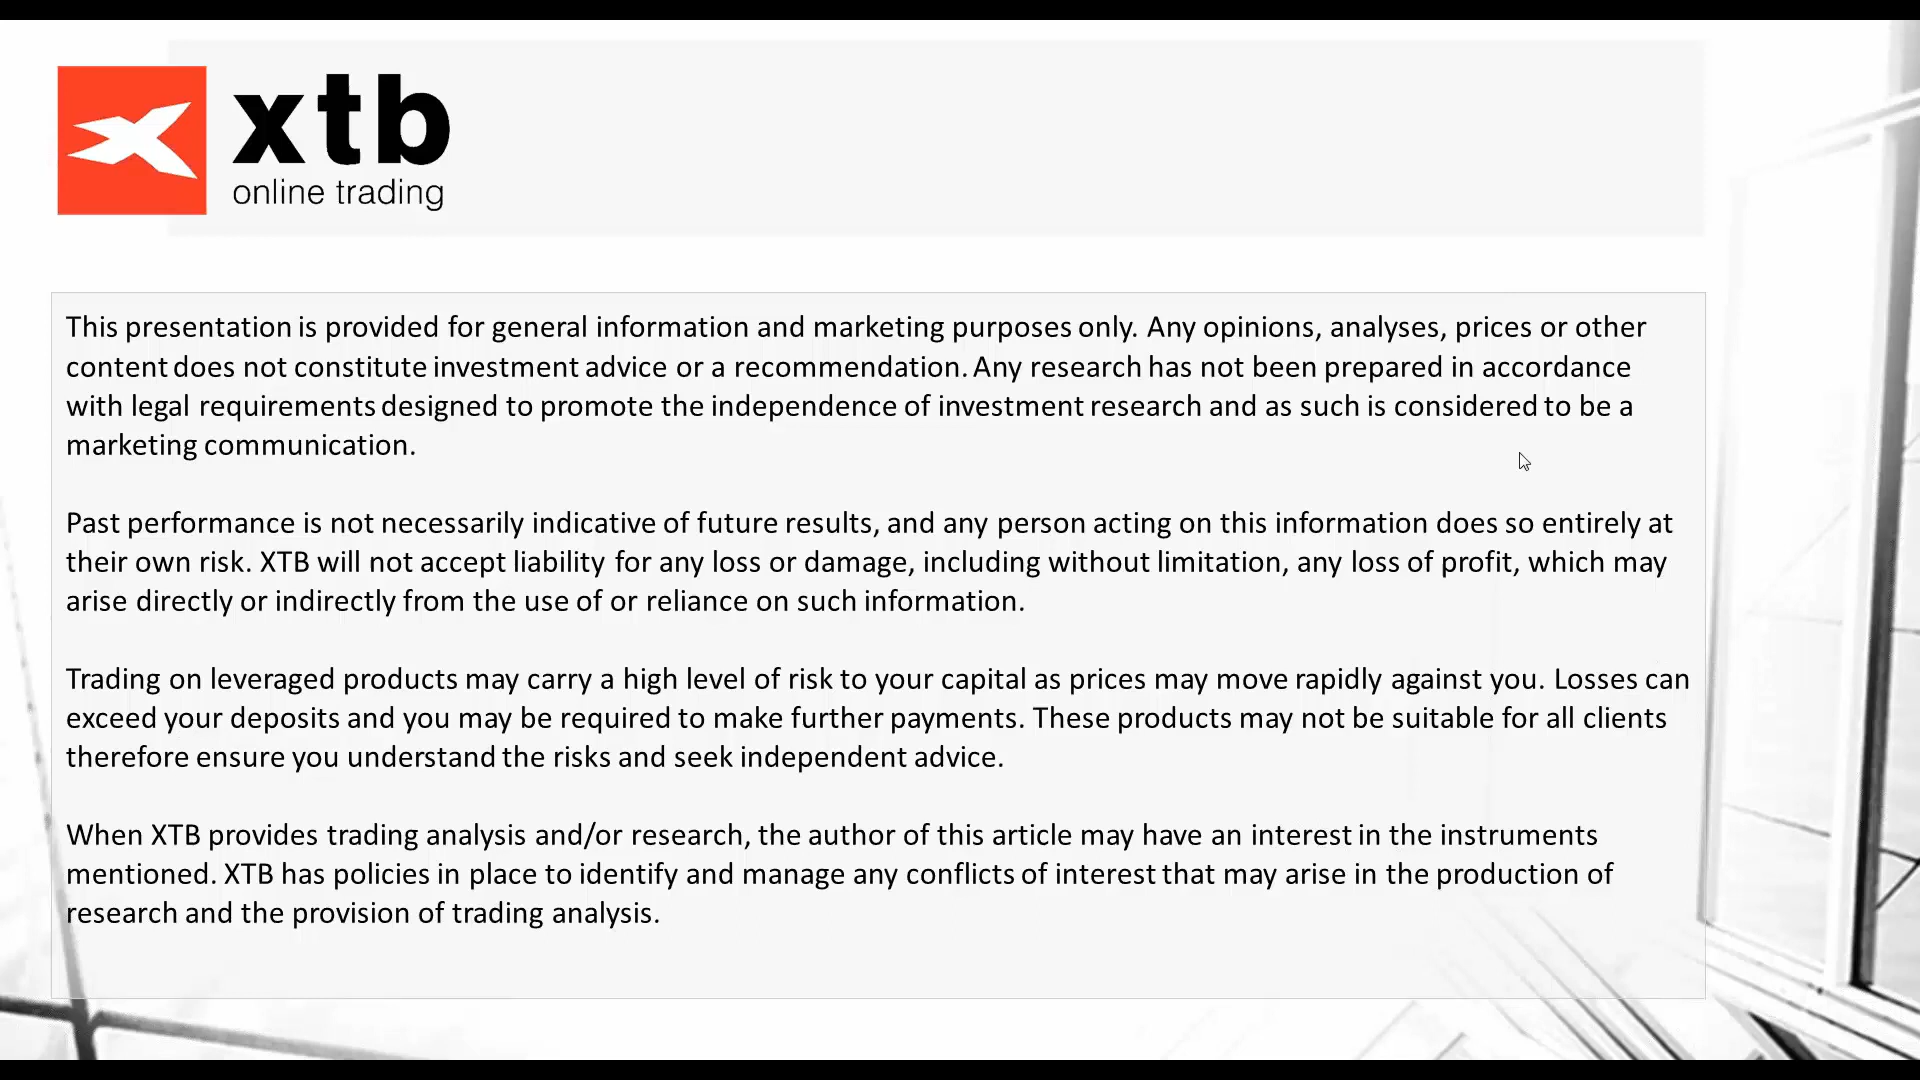 xtb
online trading
This presentation is provided for general information and marketing purposes only. Any opinions, analyses, prices or other
content does not constitute investment advice or a recommendation. Any research has not been prepared in accordance
with legal requirements designed to promote the independence of investment research and as such is considered to be a
marketing communication.
Past performance is not necessarily indicative of future results, and any person acting on this information does so entirely at
their own risk. XTB will not accept liability for any loss or damage, including without limitation, any loss of profit, which may
arise directly or indirectly from the use of or reliance on such information.
Trading on leveraged products may carry a high level of risk to your capital as prices may move rapidly against you. Losses can
exceed your deposits and you may be required to make further payments. These products may not be suitable for all clients
therefore ensure you understand the risks and seek independent advice.
When XTB provides trading analysis and/or research, the author of this article may have an interest in the instruments
mentioned. XTB has policies in place to identify and manage any conflicts of interest that may arise in the production of
research and the provision of trading analysis.